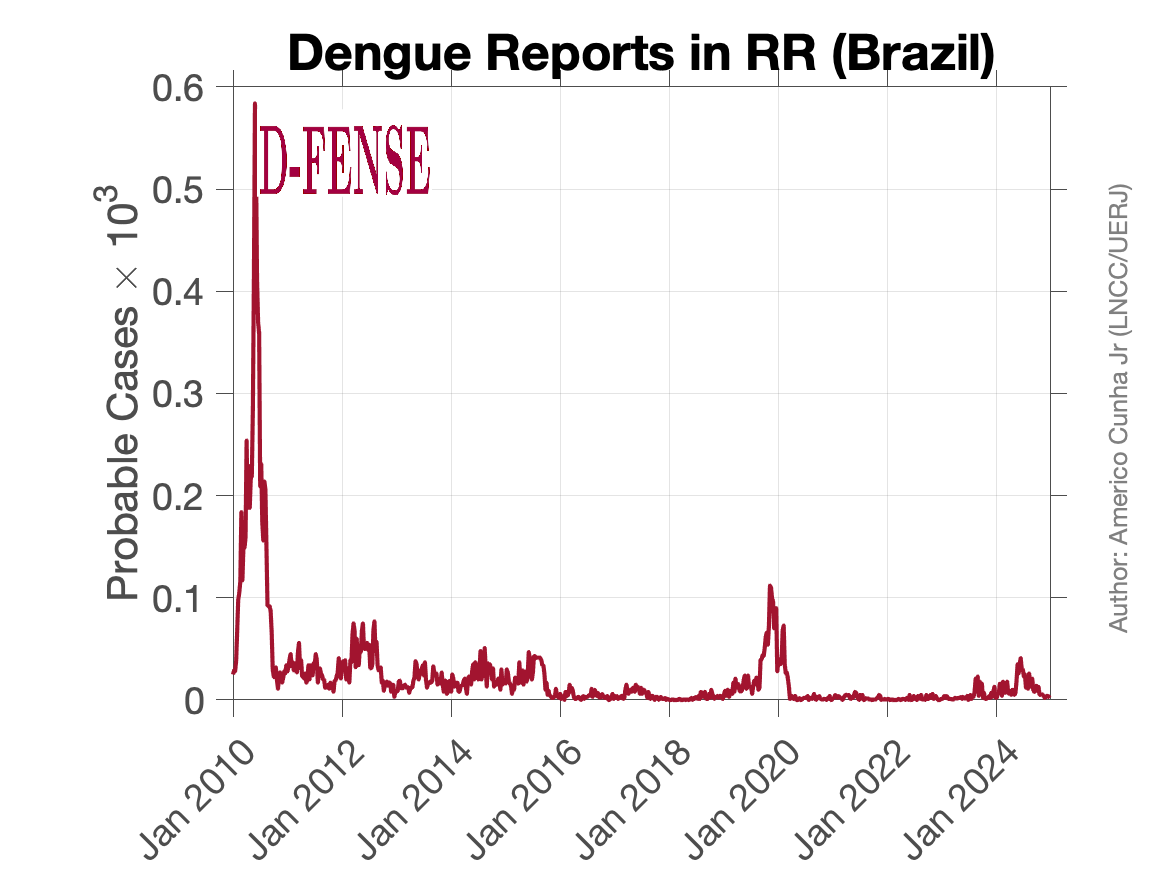 Dengue Reports in RR (Brazil)
D-FENSE
Probable Cases × 10³
0.6
0.5
0.4
0.3
0.2
0.1
0
Jan 2010
Jan 2012
Jan 2014
Jan 2016
Jan 2018
Jan 2020
Jan 2022
Jan 2024
Author: Americo Cunha Jr (LNCC/UERJ)